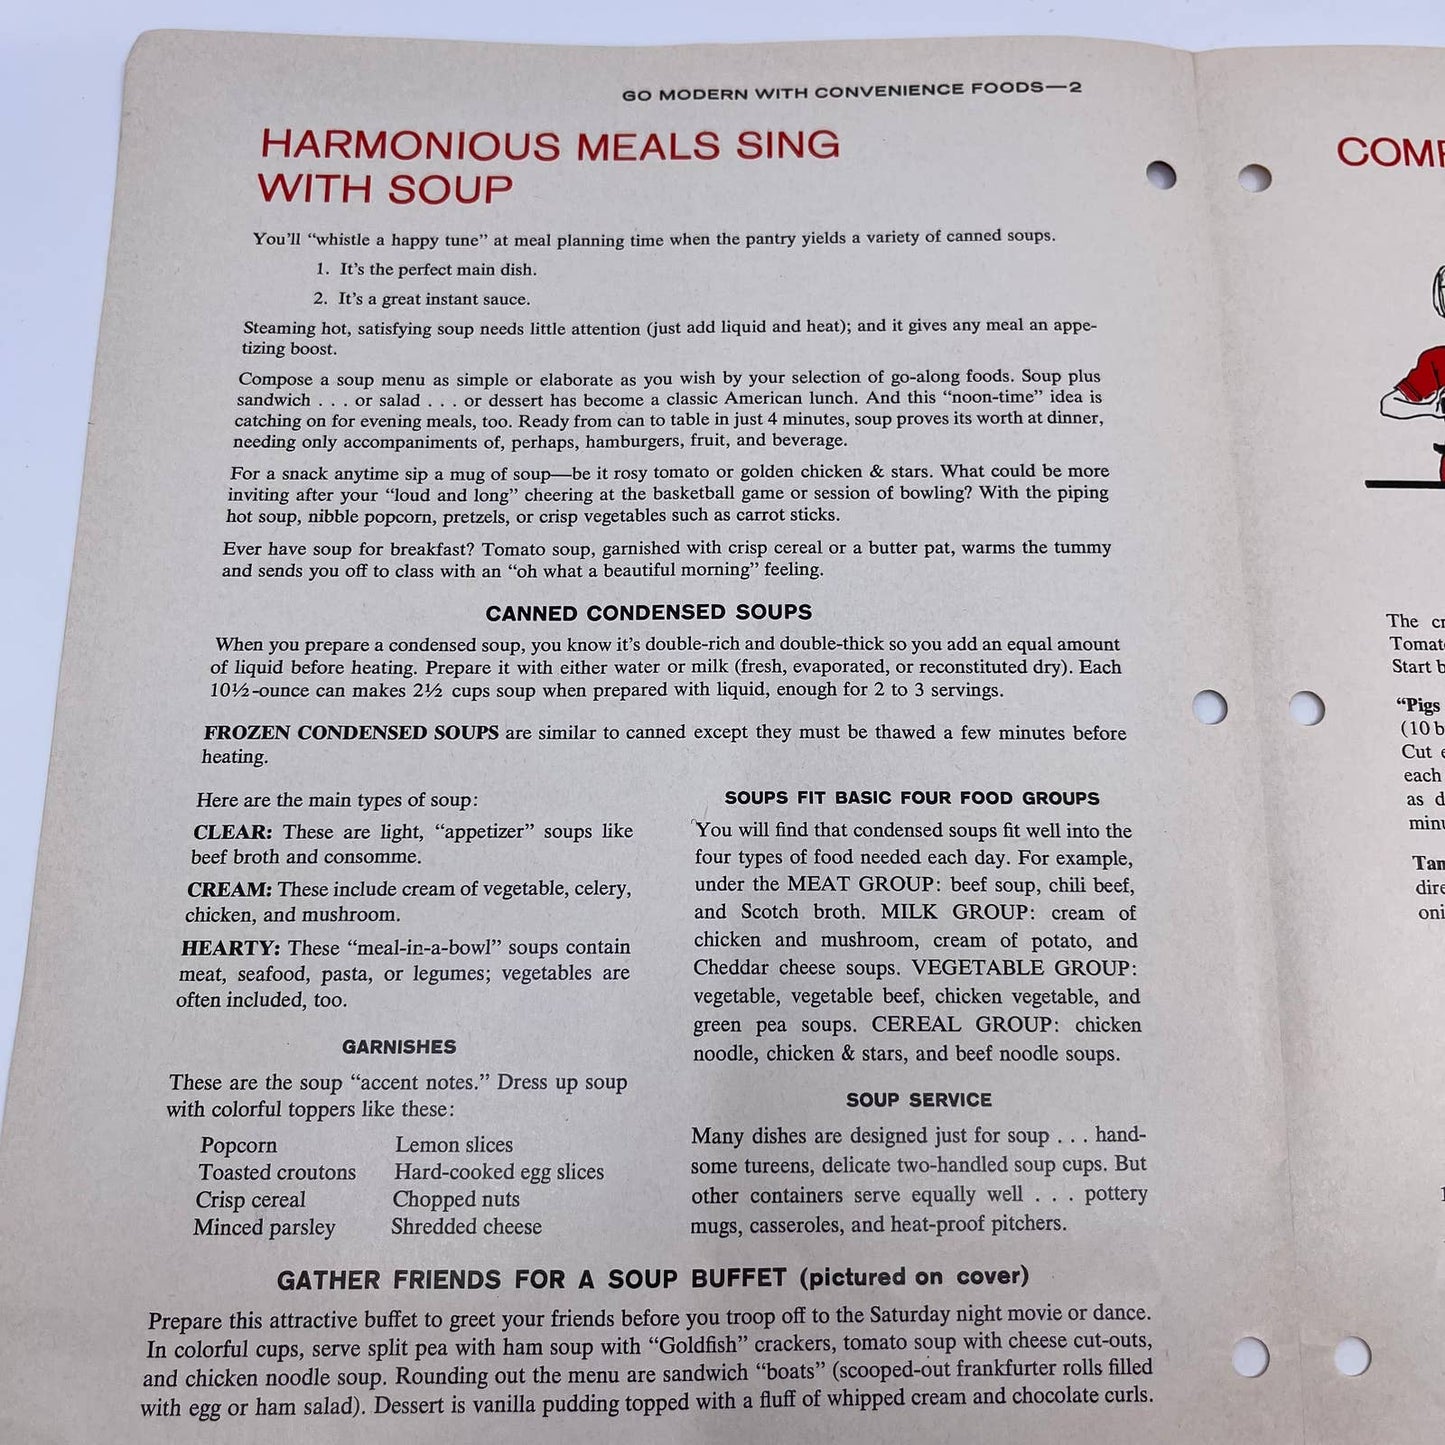 GO MODERN WITH CONVENIENCE FOODS—2
HARMONIOUS MEALS SING
WITH SOUP
You'll “whistle a happy tune” at meal planning time when the pantry yields a variety of canned soups.
1. It's the perfect main dish.
2. It's a great instant sauce.
Steaming hot, satisfying soup needs little attention (just add liquid and heat); and it gives any meal an appe-
tizing boost.
Compose a soup menu as simple or elaborate as you wish by your selection of go-along foods. Soup plus
sandwich . . . or salad . . . or dessert has become a classic American lunch. And this “noon-time” idea is
catching on for evening meals, too. Ready from can to table in just 4 minutes, soup proves its worth at dinner,
needing only accompaniments of, perhaps, hamburgers, fruit, and beverage.
For a snack anytime sip a mug of soup—be it rosy tomato or golden chicken & stars. What could be more
inviting after your “loud and long” cheering at the basketball game or session of bowling? With the piping
hot soup, nibble popcorn, pretzels, or crisp vegetables such as carrot sticks.
Ever have soup for breakfast? Tomato soup, garnished with crisp cereal or a butter pat, warms the tummy
and sends you off to class with an “oh what a beautiful morning” feeling.
CANNED CONDENSED SOUPS
When you prepare a condensed soup, you know it's double-rich and double-thick so you add an equal amount
of liquid before heating. Prepare it with either water or milk (fresh, evaporated, or reconstituted dry). Each
10½-ounce can makes 2½ cups soup when prepared with liquid, enough for 2 to 3 servings.
FROZEN CONDENSED SOUPS are similar to canned except they must be thawed a few minutes before
heating.
Here are the main types of soup:
CLEAR: These are light, “appetizer” soups like
beef broth and consomme.
CREAM: These include cream of vegetable, celery,
chicken, and mushroom.
HEARTY: These “meal-in-a-bowl” soups contain
meat, seafood, pasta, or legumes; vegetables are
often included, too.
GARNISHES
These are the soup “accent notes.” Dress up soup
with colorful toppers like these:
Popcorn Lemon slices
Toasted croutons Hard-cooked egg slices
Crisp cereal Chopped nuts
Minced parsley Shredded cheese
SOUPS FIT BASIC FOUR FOOD GROUPS
You will find that condensed soups fit well into the
four types of food needed each day. For example,
under the MEAT GROUP: beef soup, chili beef,
and Scotch broth. MILK GROUP: cream of
chicken and mushroom, cream of potato, and
Cheddar cheese soups. VEGETABLE GROUP:
vegetable, vegetable beef, chicken vegetable, and
green pea soups. CEREAL GROUP: chicken
noodle, chicken & stars, and beef noodle soups.
SOUP SERVICE
Many dishes are designed just for soup . . . hand-
some tureens, delicate two-handled soup cups. But
other containers serve equally well . . . pottery
mugs, casseroles, and heat-proof pitchers.
GATHER FRIENDS FOR A SOUP BUFFET (pictured on cover)
Prepare this attractive buffet to greet your friends before you troop off to the Saturday night movie or dance.
In colorful cups, serve split pea with ham soup with “Goldfish” crackers, tomato soup with cheese cut-outs,
and chicken noodle soup. Rounding out the menu are sandwich “boats” (scooped-out frankfurter rolls filled
with egg or ham salad). Dessert is vanilla pudding topped with a fluff of whipped cream and chocolate curls.
The
Start
“Pigs
(10
Cut
each
as